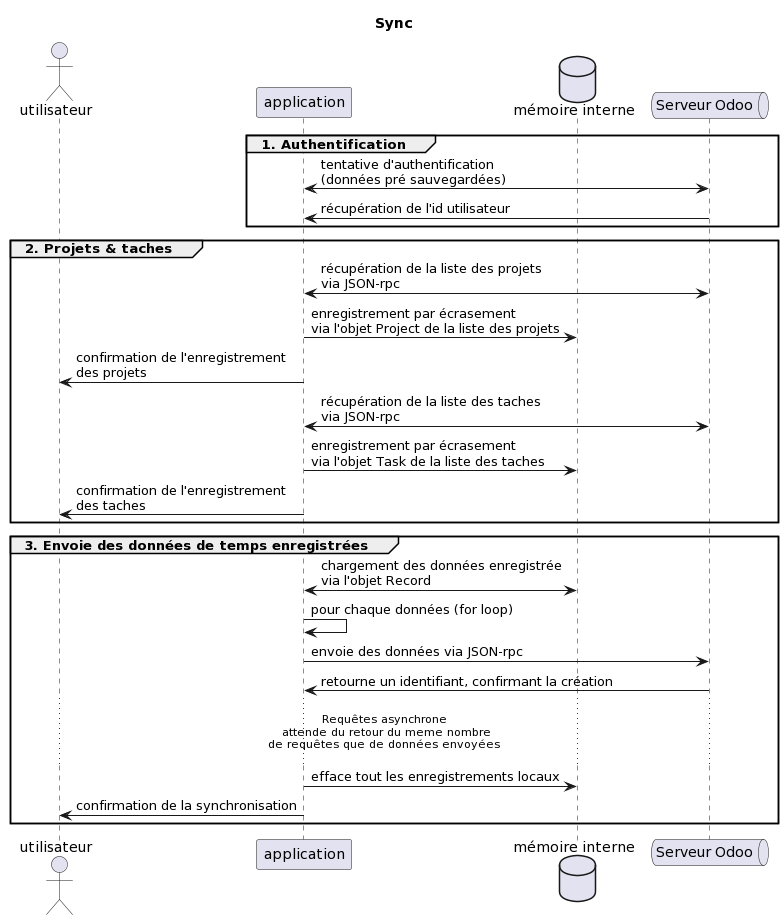 Sync
utilisateur
application
mémoire interne
Serveur Odoo
1. Authentification
tentative d'authentification
(données pré sauvegardées)
récupération de l'id utilisateur
2. Projets & taches
récupération de la liste des projets
via JSON-rpc
enregistrement par écrasement
via l'objet Project de la liste des projets
confirmation de l'enregistrement
des projets
récupération de la liste des taches
via JSON-rpc
enregistrement par écrasement
via l'objet Task de la liste des taches
confirmation de l'enregistrement
des taches
3. Envoie des données de temps enregistrées
chargement des données enregistrée
via l'objet Record
pour chaque données (for loop)
envoie des données via JSON-rpc
retourne un identifiant, confirmant la création
Requêtes asynchrone
attende du retour du meme nombre
de requêtes que de données envoyées
efface tout les enregistrements locaux
confirmation de la synchronisation
utilisateur
application
mémoire interne
Serveur Odoo